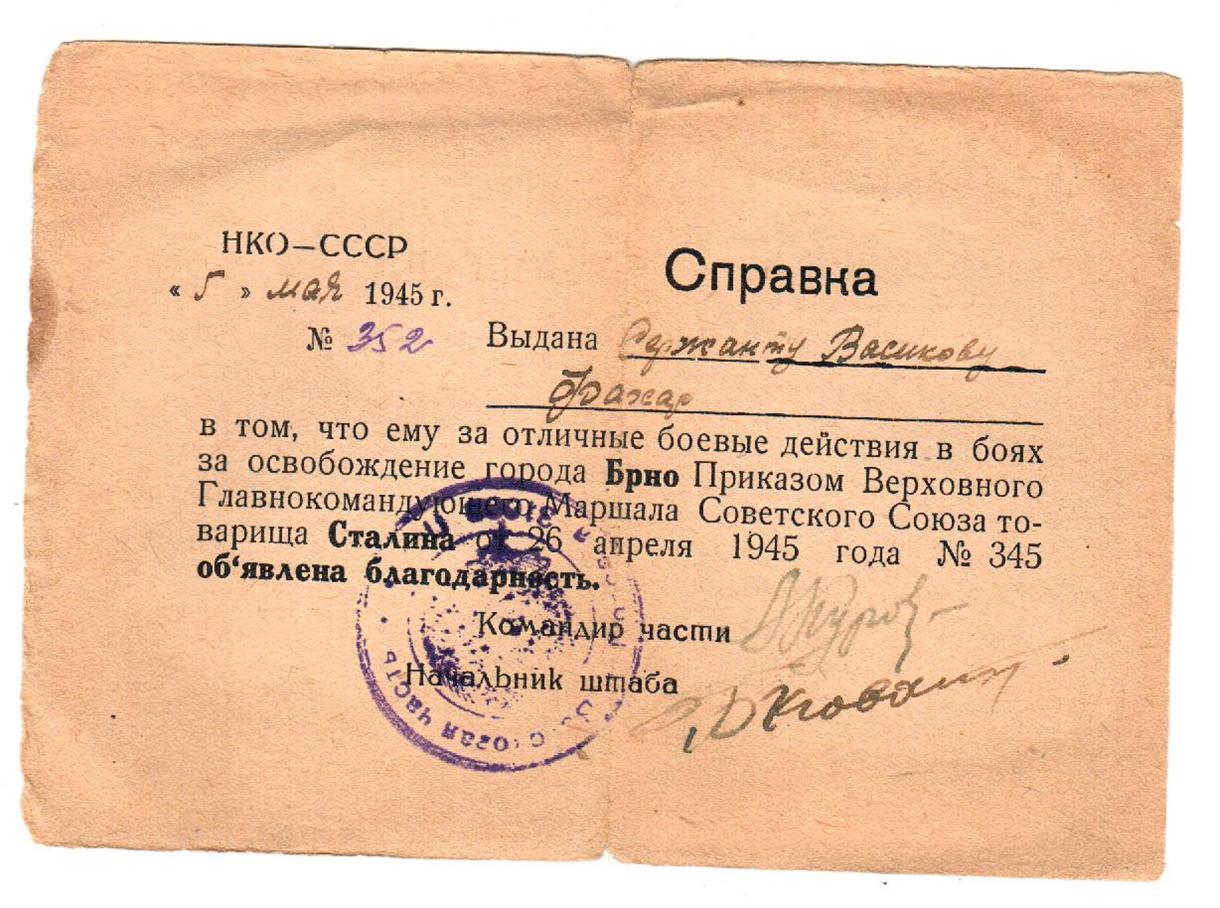 НКО—СССР
« 5 » мая 1945 г.
№ 352
Справка
Выдана Сержанту Васикову
Фахар
в том, что ему за отличные боевые действия в боях
за освобождение города Брно Приказом Верховного
Главнокомандующего Маршала Советского Союза то-
варища Сталина от 26 апреля 1945 года № 345
об‘явлена благодарность.
Командир части
Начальник штаба
часть